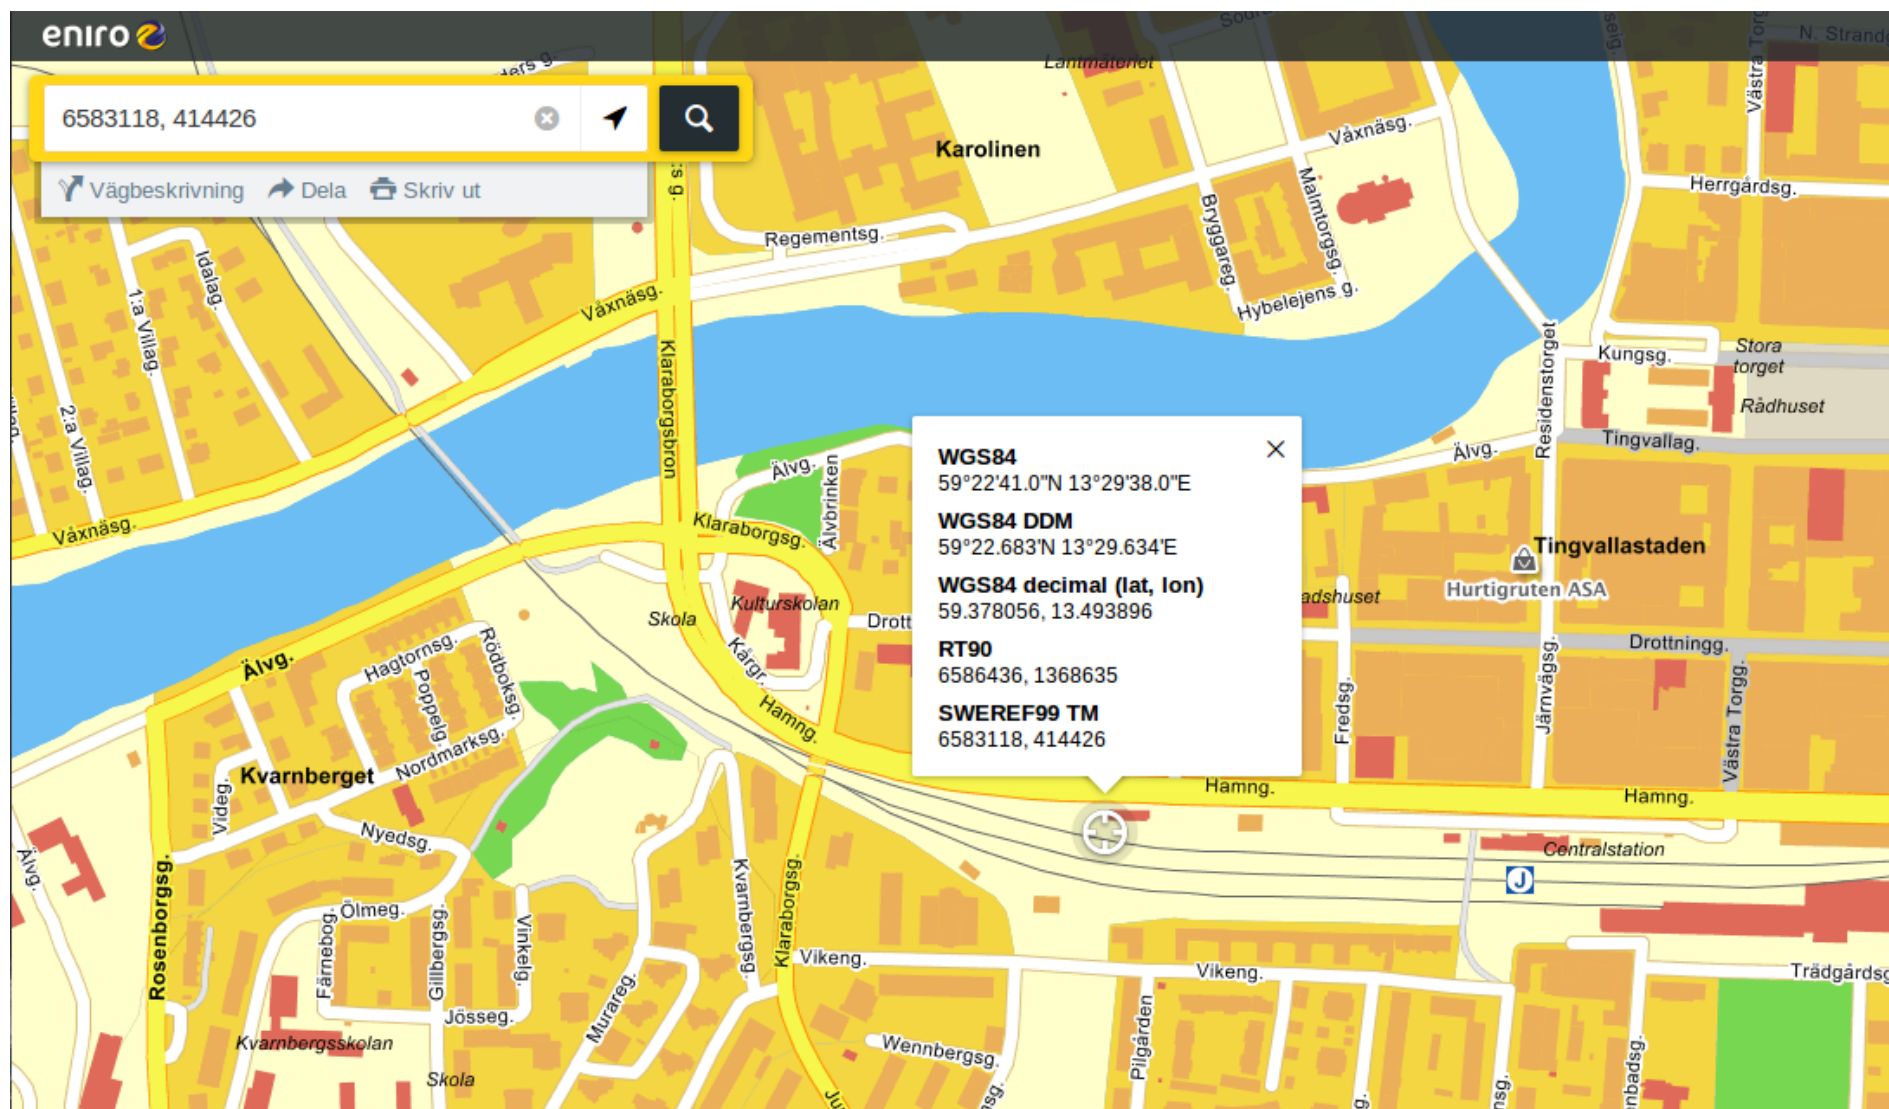 eniro
6583118, 414426
Vägbeskrivning
Dela
Skriv ut
Lantmäteriet
N. Strandg
Västra Torg
Karolinen
Våxnäsg.
Herrgårdsg.
Malmtorgsg.
Bryggareg.
Regementsg.
Hybelejens g.
Idalag.
1:a Villag.
2:a Villag.
Våxnäsg.
Klaraborgsbron
Residenstorget
Kungsg.
Stora
torget
Rådhuset
Tingvallag.
Älvg.
Älvg.
Älvbrinken
Våxnäsg.
Klaraborgsg.
WGS84
59°22'41.0"N 13°29'38.0"E
WGS84 DDM
59°22.683'N 13°29.634'E
WGS84 decimal (lat, lon)
59.378056, 13.493896
RT90
6586436, 1368635
SWEREF99 TM
6583118, 414426
Tingvallastaden
Hurtigruten ASA
adshuset
Drottningg.
Drott
Kulturskolan
Skola
Kårgr.
Hamng.
Älvg.
Hagtornsg.
Rödboksg.
Poppelg.
Nordmarksg.
Kvarnberget
Videg.
Nyedsg.
Älvg.
Rosenborgsg.
Fredsg.
Järnvägsg.
Västra Torgg.
Hamng.
Hamng.
Centralstation
J
Ölmeg.
Färnebog.
Gillbergsg.
Vinkelg.
Kvarnbergsg.
Klaraborgsg.
Vikeng.
Vikeng.
Trädgårdsg
Jösseg.
Murareg.
Kvarnbergsskolan
Skola
Wennbergsg.
Pilgården